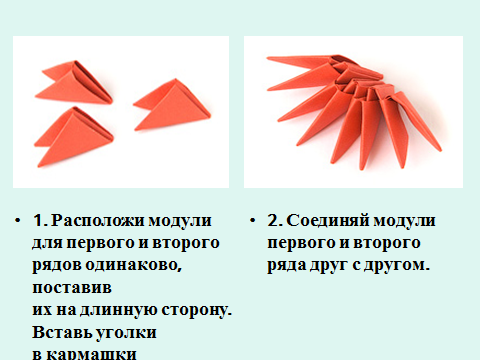 • 1. Расположи модули
для первого и второго
рядов одинаково,
поставив
их на длинную сторону.
Вставь уголки
в кармашки
• 2. Соединяй модули
первого и второго
ряда друг с другом.